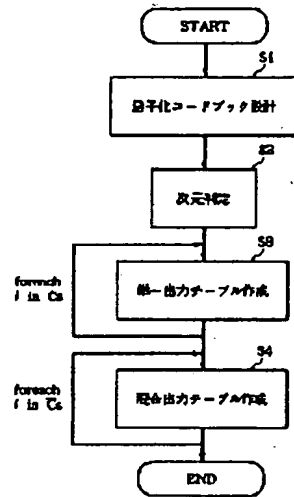 START
S1
量子化コードブック設計
S2
次元判定
foreach
i in Cs
S3
単一出力テーブル作成
foreach
i in C̅s
S4
混合出力テーブル作成
END